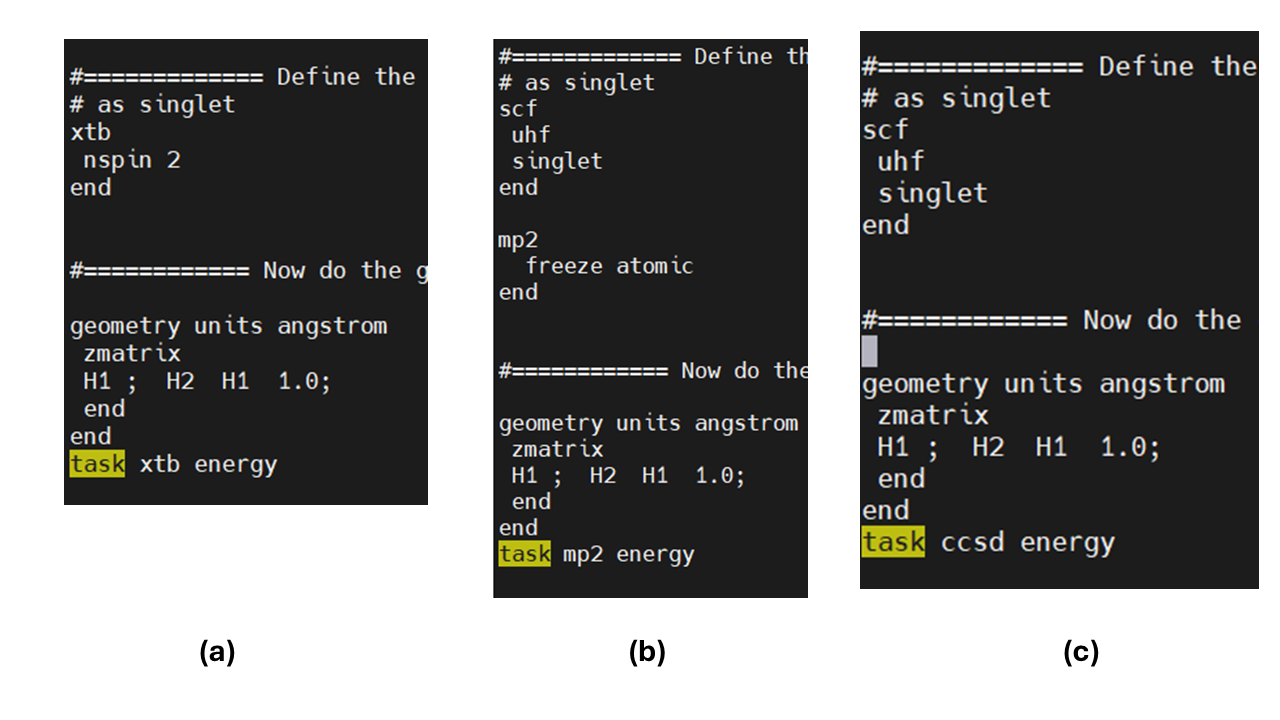 #============= Define the
# as singlet
xtb
 nspin 2
end
#============ Now do the g
geometry units angstrom
 zmatrix
 H1 ;  H2  H1  1.0;
 end
end
task xtb energy
(a)
#============= Define th
# as singlet
scf
 uhf
 singlet
end
mp2
  freeze atomic
end
#============ Now do the
geometry units angstrom
 zmatrix
 H1 ;  H2  H1  1.0;
 end
end
task mp2 energy
(b)
#============= Define the
# as singlet
scf
 uhf
 singlet
end
#============ Now do the
geometry units angstrom
 zmatrix
 H1 ;  H2  H1  1.0;
 end
end
task ccsd energy
(c)